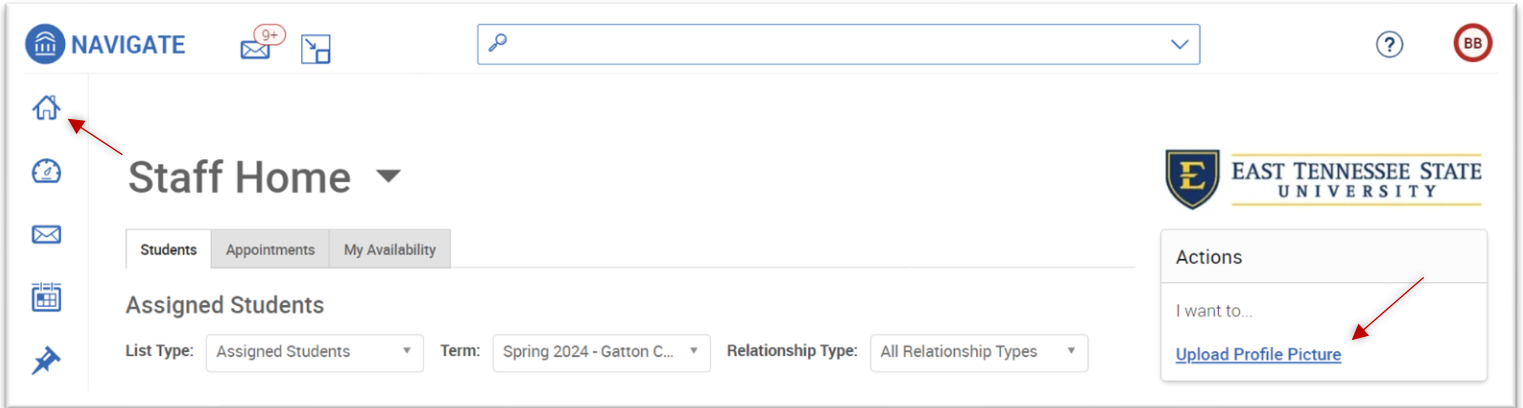 NAVIGATE
9+
?
BB
Staff Home
EAST TENNESSEE STATE
UNIVERSITY
E
Students Appointments My Availability
Actions
Assigned Students
I want to...
List Type: Assigned Students Term: Spring 2024 - Gatton C... Relationship Type: All Relationship Types
Upload Profile Picture